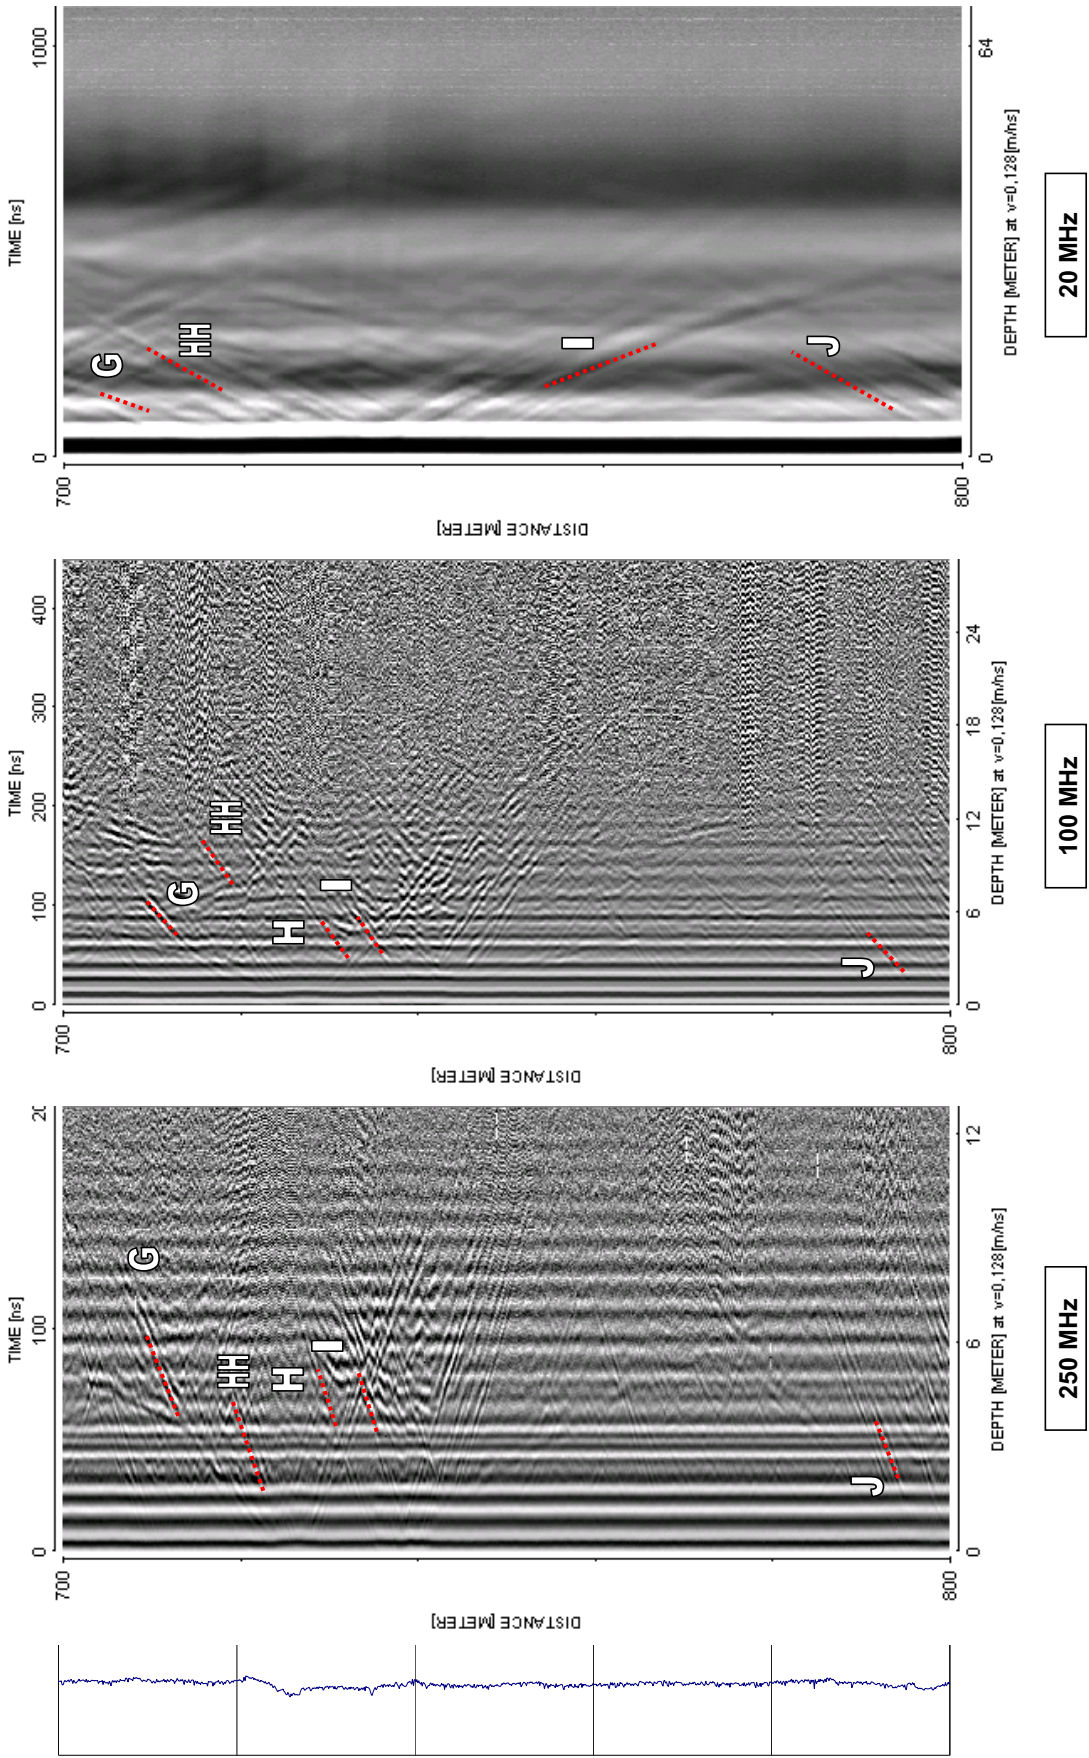 TIME [ns]
0
1000
G
HH
I
J
700
800
DISTANCE [METER]
0
64
DEPTH [METER] at v=0,128[m/ns]
20 MHz
TIME [ns]
0
100
200
300
400
G
HH
H
I
J
700
800
DISTANCE [METER]
0
6
12
18
24
DEPTH [METER] at v=0,128[m/ns]
100 MHz
TIME [ns]
0
100
G
HH
H
I
J
700
800
DISTANCE [METER]
0
6
12
DEPTH [METER] at v=0,128[m/ns]
250 MHz